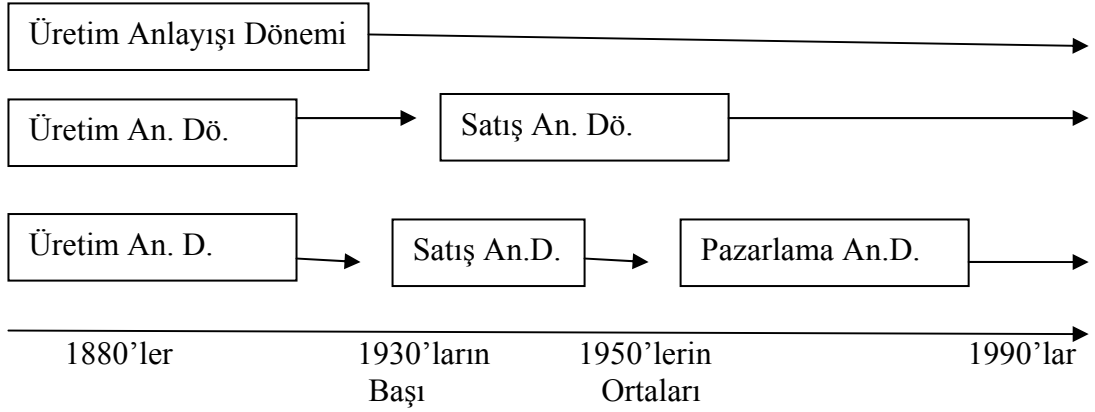 Üretim Anlayışı Dönemi
Üretim An. Dö.
Satış An. Dö.
Üretim An. D.
Satış An.D.
Pazarlama An.D.
1880’ler
1930’ların
Başı
1950’lerin
Ortaları
1990’lar